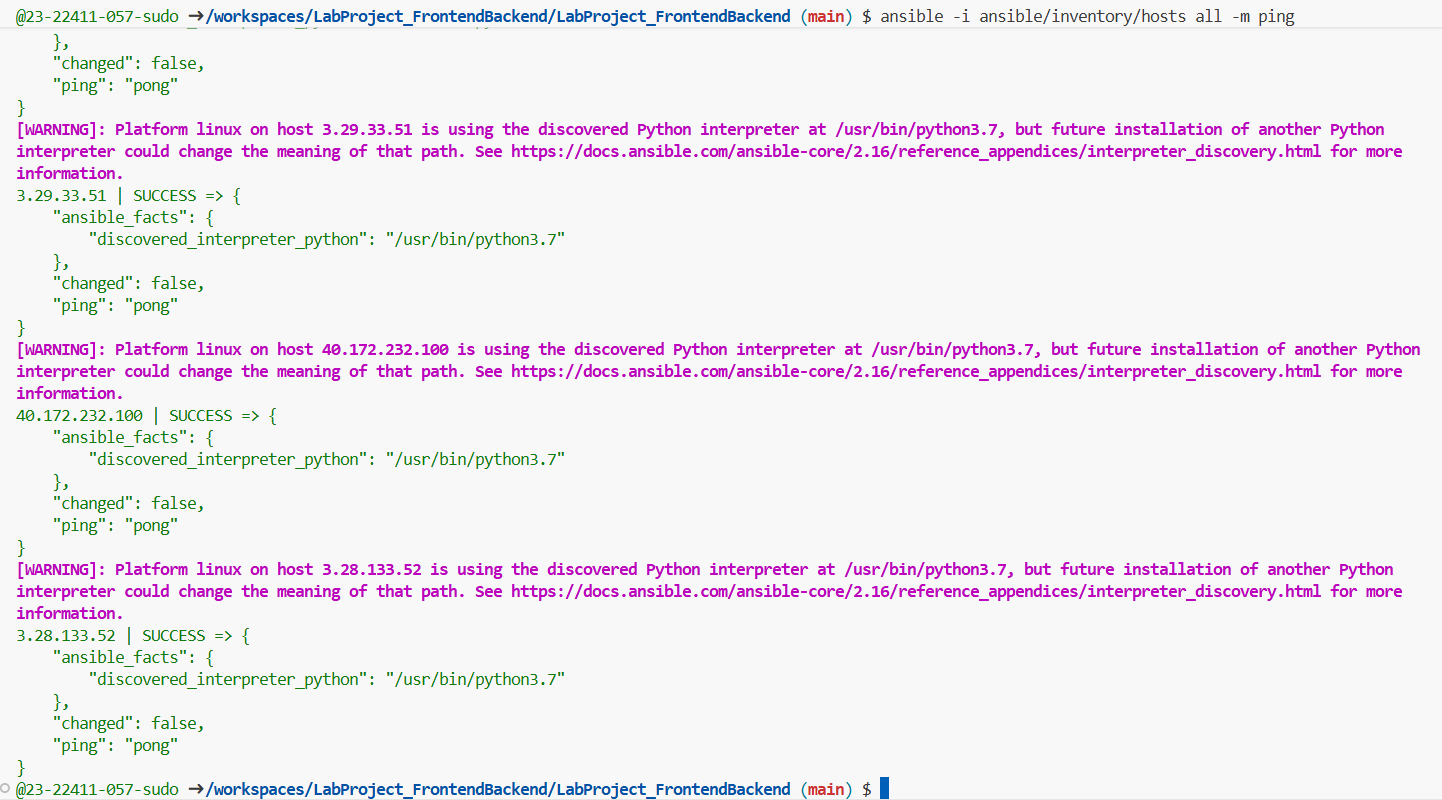 @23-22411-057-sudo ➜/workspaces/LabProject_FrontendBackend/LabProject_FrontendBackend (main) $ ansible -i ansible/inventory/hosts all -m ping
    },
    "changed": false,
    "ping": "pong"
}
[WARNING]: Platform linux on host 3.29.33.51 is using the discovered Python interpreter at /usr/bin/python3.7, but future installation of another Python
interpreter could change the meaning of that path. See https://docs.ansible.com/ansible-core/2.16/reference_appendices/interpreter_discovery.html for more
information.
3.29.33.51 | SUCCESS => {
    "ansible_facts": {
        "discovered_interpreter_python": "/usr/bin/python3.7"
    },
    "changed": false,
    "ping": "pong"
}
[WARNING]: Platform linux on host 40.172.232.100 is using the discovered Python interpreter at /usr/bin/python3.7, but future installation of another Python
interpreter could change the meaning of that path. See https://docs.ansible.com/ansible-core/2.16/reference_appendices/interpreter_discovery.html for more
information.
40.172.232.100 | SUCCESS => {
    "ansible_facts": {
        "discovered_interpreter_python": "/usr/bin/python3.7"
    },
    "changed": false,
    "ping": "pong"
}
[WARNING]: Platform linux on host 3.28.133.52 is using the discovered Python interpreter at /usr/bin/python3.7, but future installation of another Python
interpreter could change the meaning of that path. See https://docs.ansible.com/ansible-core/2.16/reference_appendices/interpreter_discovery.html for more
information.
3.28.133.52 | SUCCESS => {
    "ansible_facts": {
        "discovered_interpreter_python": "/usr/bin/python3.7"
    },
    "changed": false,
    "ping": "pong"
}
@23-22411-057-sudo ➜/workspaces/LabProject_FrontendBackend/LabProject_FrontendBackend (main) $